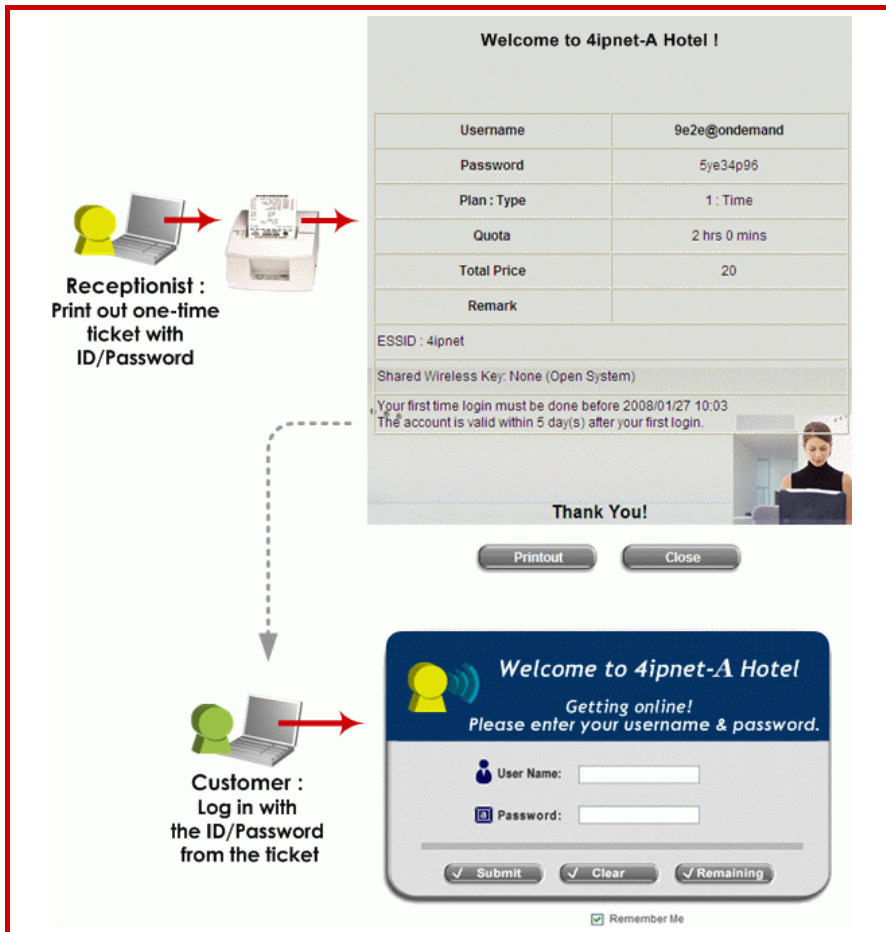 Welcome to 4ipnet-A Hotel !
Username 9e2e@ondemand
Password 5ye34p96
Plan : Type 1 : Time
Quota 2 hrs 0 mins
Total Price 20
Remark
ESSID : 4ipnet
Shared Wireless Key: None (Open System)
Your first time login must be done before 2008/01/27 10:03
The account is valid within 5 day(s) after your first login.
Thank You!
Printout Close
Receptionist :
Print out one-time
ticket with
ID/Password
Welcome to 4ipnet-A Hotel
Getting online!
Please enter your username & password.
User Name:
Password:
Submit Clear Remaining
Remember Me
Customer :
Log in with
the ID/Password
from the ticket